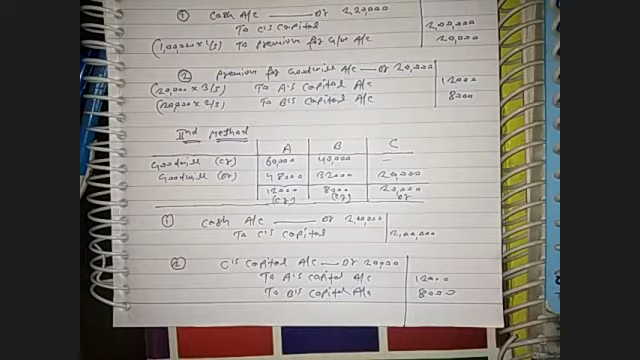 ① Cash A/c —— Dr 2,20,000
To C's Capital 2,00,000
(1,00,000 x 1/5) To Premium for G/w A/c 20,000
② Premium for Goodwill A/c — Dr 20,000
(20,000 x 3/5) To A's Capital A/c 12000
(20,000 x 2/5) To B's Capital A/c 8000
IInd Method
A B C
Goodwill (Cr) 60,000 40,000 —
Goodwill (Dr) 48000 32000 20,000
12000 8000 20,000
(Cr) (Cr) Dr
① Cash A/c —— Dr 2,00,000
To C's Capital 2,00,000
② C's Capital A/c — Dr 20,000
To A's Capital A/c 12000
To B's Capital A/c 8000